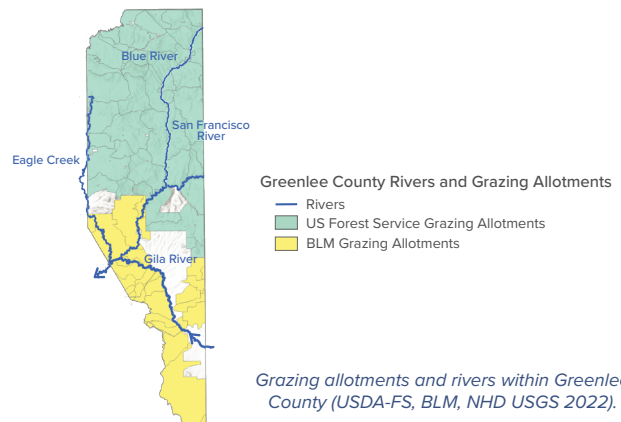 Blue River
San Francisco
River
Eagle Creek
Gila River
Greenlee County Rivers and Grazing Allotments
Rivers
US Forest Service Grazing Allotments
BLM Grazing Allotments
Grazing allotments and rivers within Greenlee
County (USDA-FS, BLM, NHD USGS 2022).